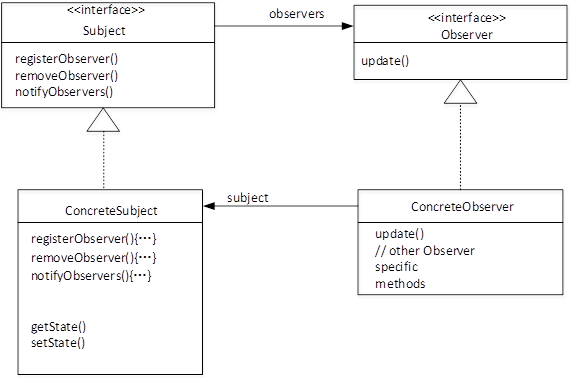 <<interface>>
Subject
registerObserver()
removeObserver()
notifyObservers()
observers
<<interface>>
Observer
update()
ConcreteSubject
registerObserver(){⋯}
removeObserver(){⋯}
notifyObservers(){⋯}
getState()
setState()
subject
ConcreteObserver
update()
// other Observer
specific
methods